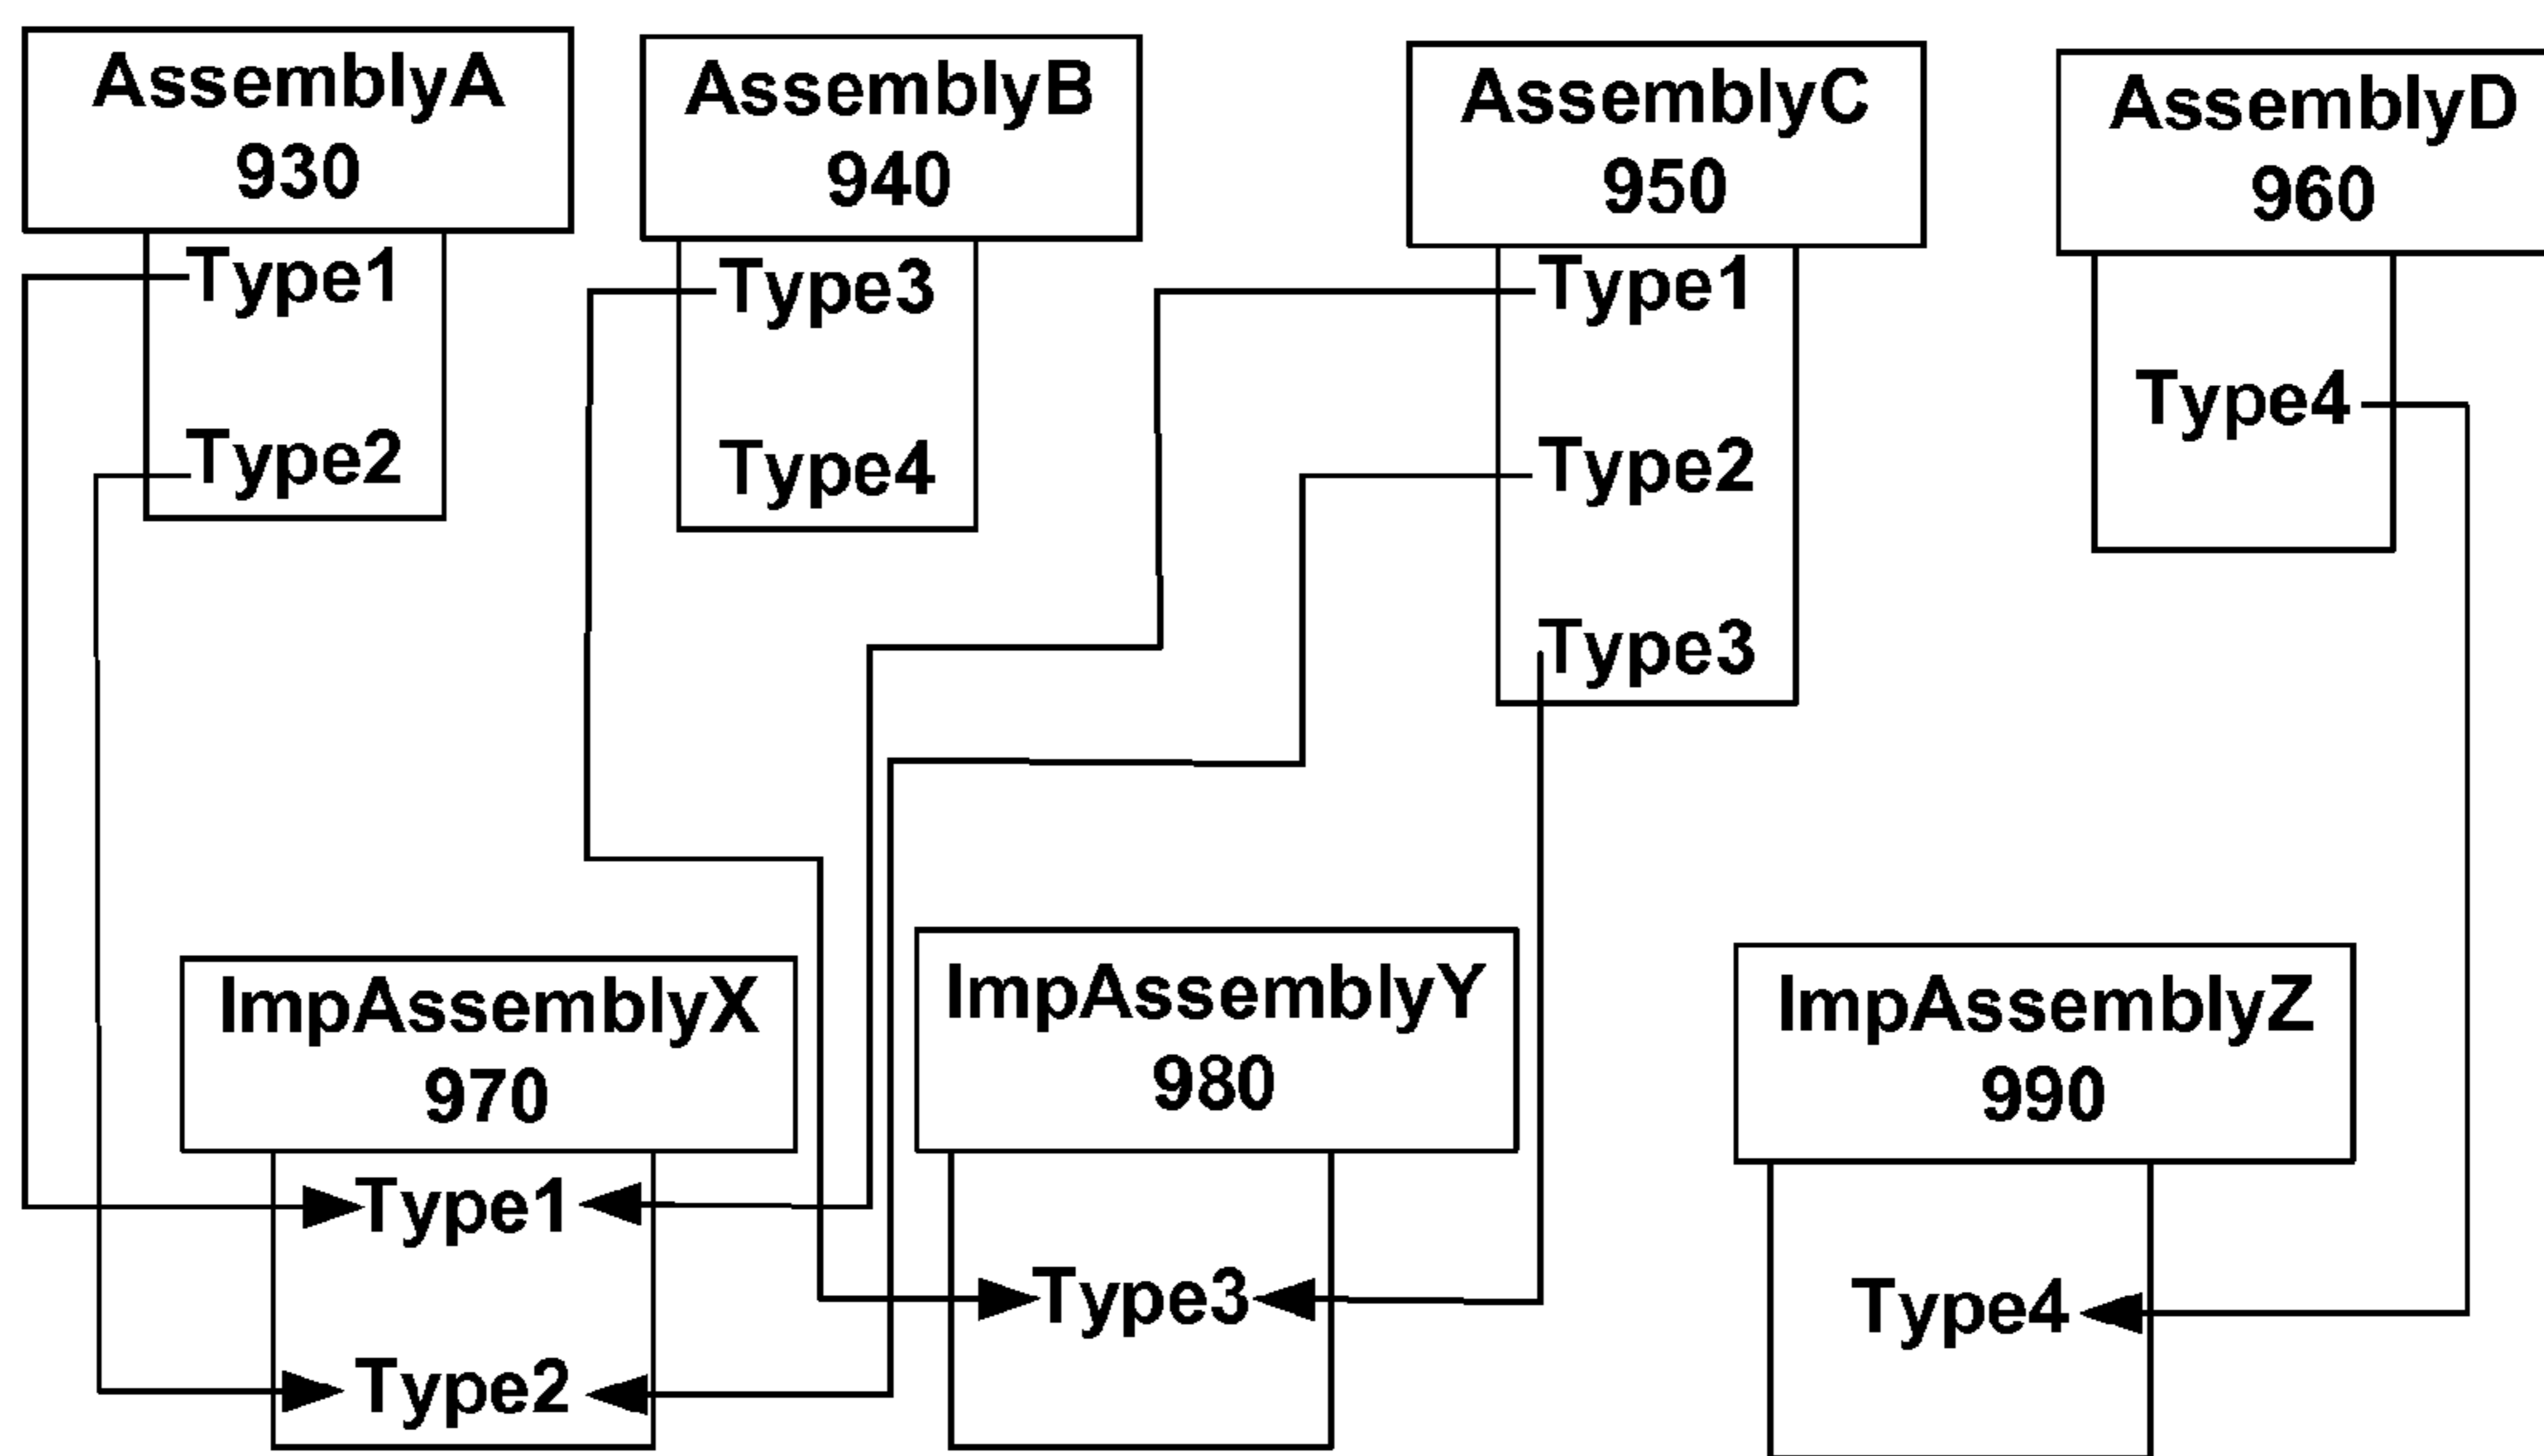 AssemblyA
930
Type1
Type2
AssemblyB
940
Type3
Type4
AssemblyC
950
Type1
Type2
Type3
AssemblyD
960
Type4
ImpAssemblyX
970
Type1
Type2
ImpAssemblyY
980
Type3
ImpAssemblyZ
990
Type4